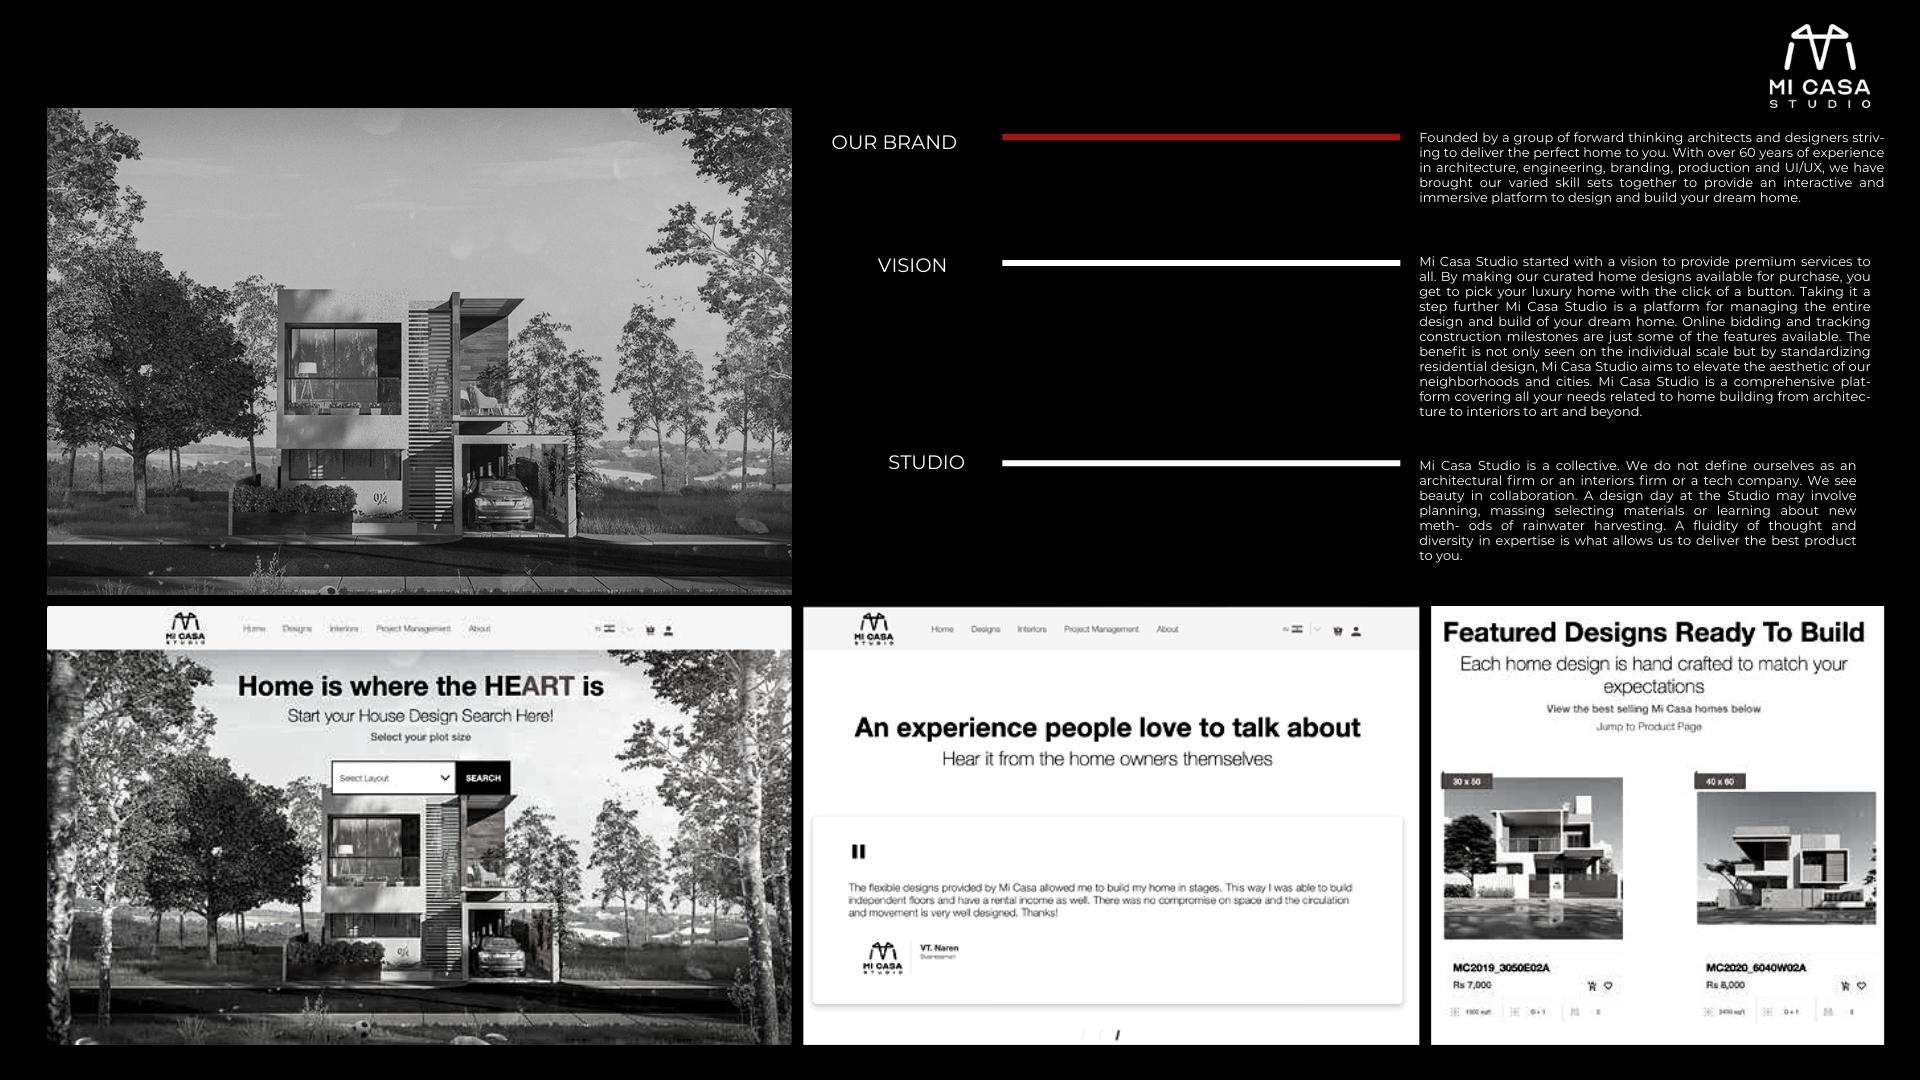 MI CASA
STUDIO
OUR BRAND
Founded by a group of forward thinking architects and designers striv-
ing to deliver the perfect home to you. With over 60 years of experience
in architecture, engineering, branding, production and UI/UX, we have
brought our varied skill sets together to provide an interactive and
immersive platform to design and build your dream home.
VISION
Mi Casa Studio started with a vision to provide premium services to
all. By making our curated home designs available for purchase, you
get to pick your luxury home with the click of a button. Taking it a
step further Mi Casa Studio is a platform for managing the entire
design and build of your dream home. Online bidding and tracking
construction milestones are just some of the features available. The
benefit is not only seen on the individual scale but by standardizing
residential design, Mi Casa Studio aims to elevate the aesthetic of our
neighborhoods and cities. Mi Casa Studio is a comprehensive plat-
form covering all your needs related to home building from architec-
ture to interiors to art and beyond.
STUDIO
Mi Casa Studio is a collective. We do not define ourselves as an
architectural firm or an interiors firm or a tech company. We see
beauty in collaboration. A design day at the Studio may involve
planning, massing selecting materials or learning about new
meth- ods of rainwater harvesting. A fluidity of thought and
diversity in expertise is what allows us to deliver the best product
to you.
MI CASA
STUDIO
Home Designs Interiors Project Management About
Home is where the HEART is
Start your House Design Search Here!
Select your plot size
Select Layout SEARCH
MI CASA
STUDIO
Home Designs Interiors Project Management About
An experience people love to talk about
Hear it from the home owners themselves
The flexible designs provided by Mi Casa allowed me to build my home in stages. This way I was able to build
independent floors and have a rental income as well. There was no compromise on space and the circulation
and movement is very well designed. Thanks!
MI CASA
STUDIO
VT. Naren
Businessman
Featured Designs Ready To Build
Each home design is hand crafted to match your
expectations
View the best selling Mi Casa homes below
Jump to Product Page
30 x 50
40 x 60
MC2019_3050E02A
Rs 7,000
1500 sqft G + 1
MC2020_6040W02A
Rs 8,000
2400 sqft G + 1